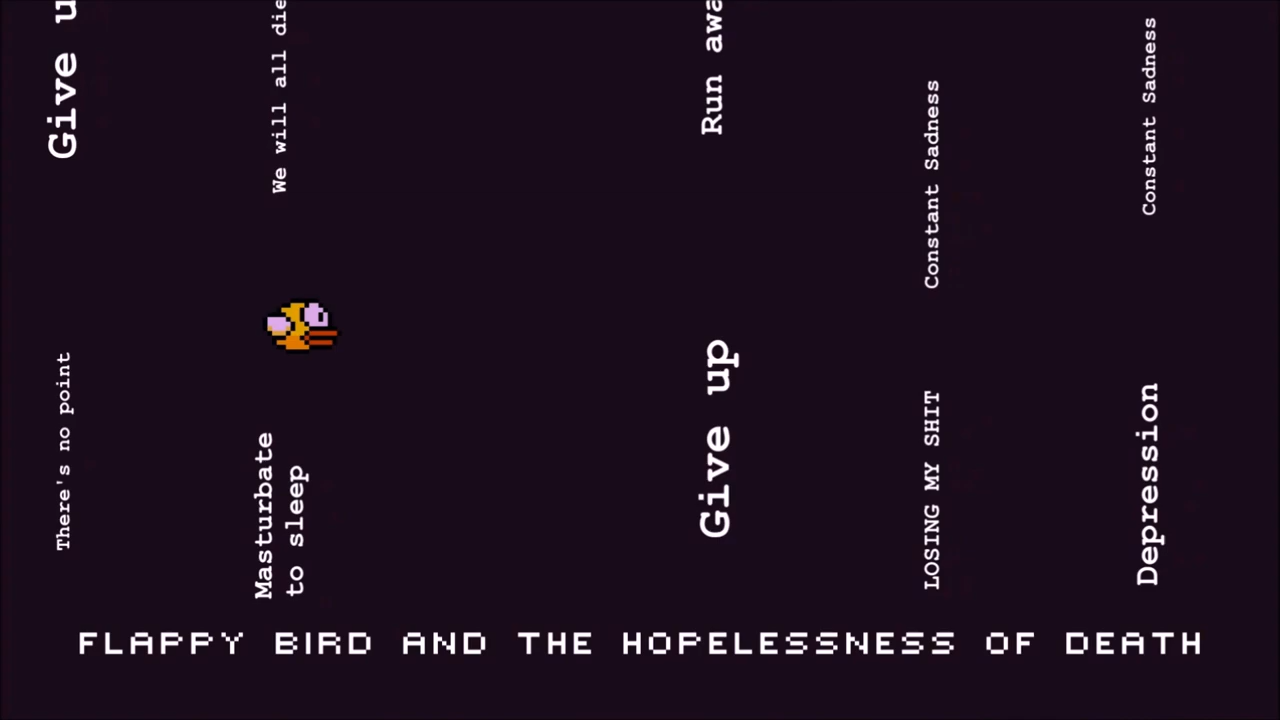 Give u
We will all die
Run awa
Constant Sadness
Constant Sadness
There's no point
Masturbate
to sleep
Give up
LOSING MY SHIT
Depression
FLAPPY BIRD AND THE HOPELESSNESS OF DEATH